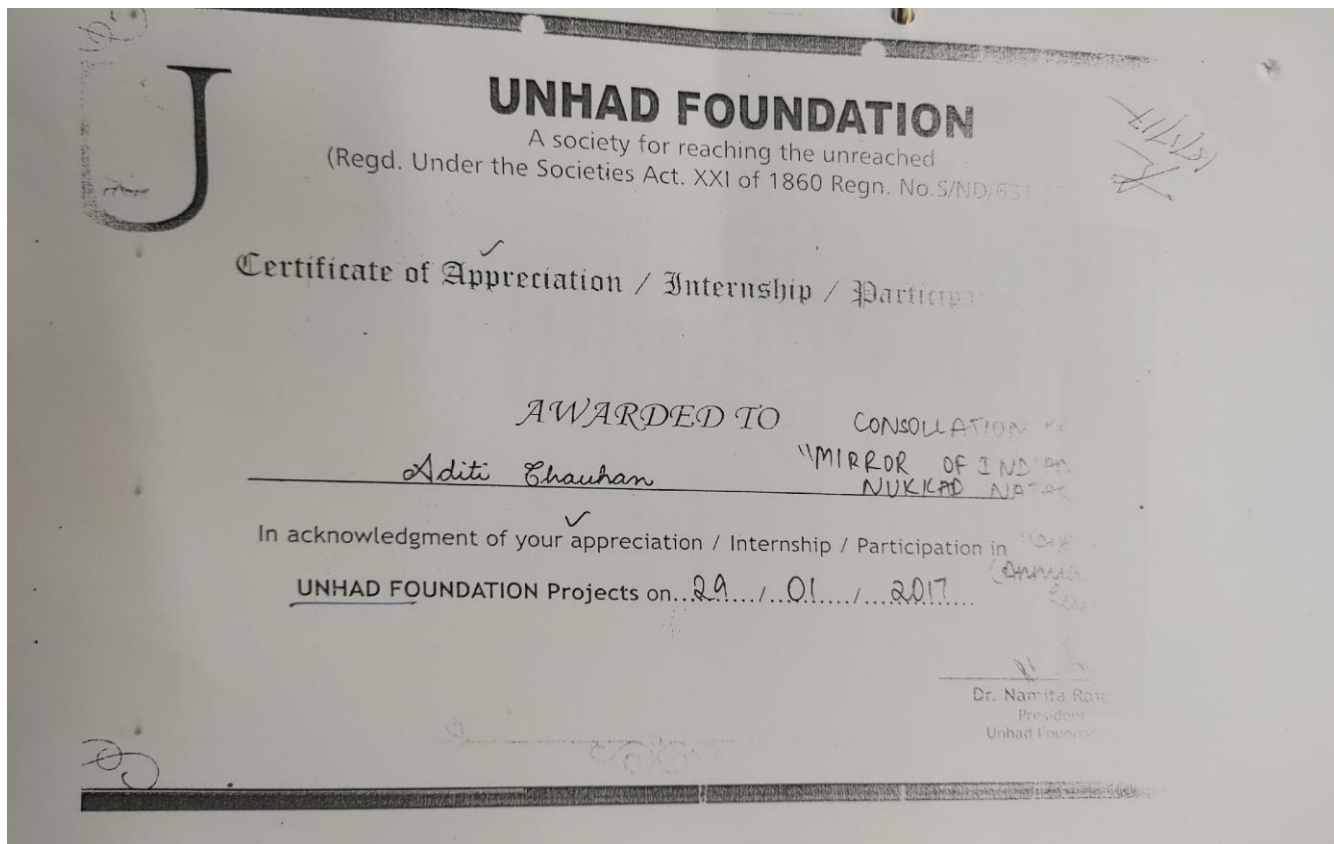 U
UNHAD FOUNDATION
A society for reaching the unreached
(Regd. Under the Societies Act. XXI of 1860 Regn. No.S/ND/
Certificate of Appreciation / Internship /
AWARDED TO
CONSOLLATION
Aditi Chauhan
"MIRROR OF
NUKKAD
In acknowledgment of your appreciation / Internship / Participation in
UNHAD FOUNDATION Projects on...29.../..01..../....2017......
Dr. Namita
President
Unhad